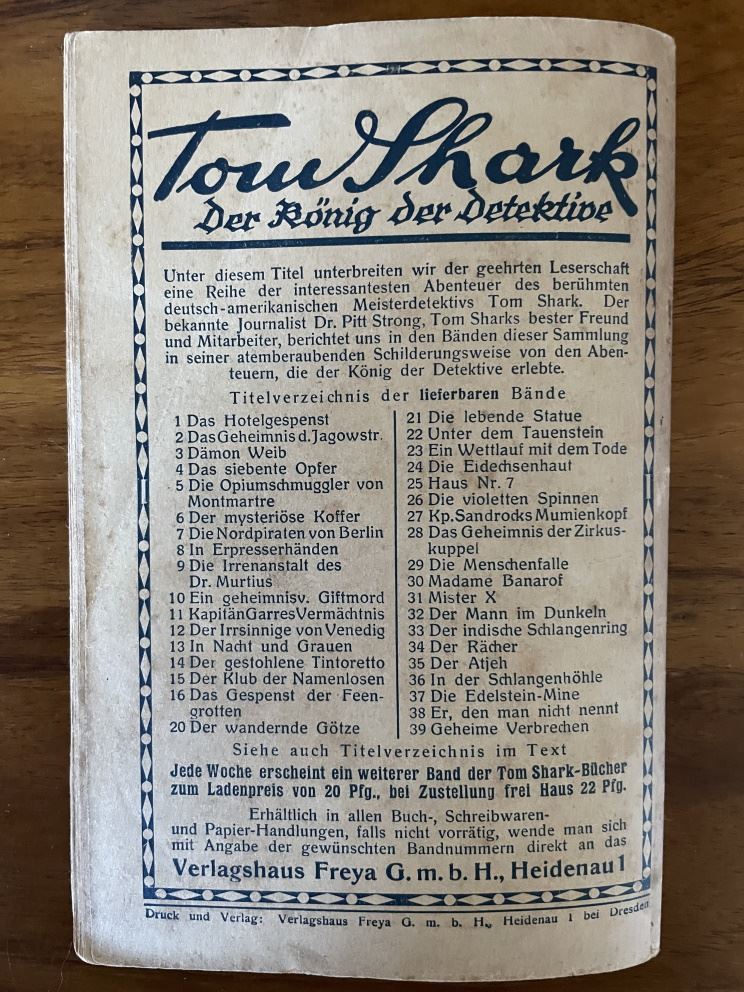 Tom Shark
Der König der Detektive
Unter diesem Titel unterbreiten wir der geehrten Leserschaft
eine Reihe der interessantesten Abenteuer des berühmten
deutsch-amerikanischen Meisterdetektivs Tom Shark. Der
bekannte Journalist Dr. Pitt Strong, Tom Sharks bester Freund
und Mitarbeiter, berichtet uns in den Bänden dieser Sammlung
in seiner atemberaubenden Schilderungsweise von den Aben-
teuern, die der König der Detektive erlebte.
Titelverzeichnis der lieferbaren Bände
1 Das Hotelgespenst
2 Das Geheimnis d. Jagowstr.
3 Dämon Weib
4 Das siebente Opfer
5 Die Opiumschmuggler von
Montmartre
6 Der mysteriöse Koffer
7 Die Nordpiraten von Berlin
8 In Erpresserhänden
9 Die Irrenanstalt des
Dr. Murtius
10 Ein geheimnisv. Giftmord
11 Kapitän Garres Vermächtnis
12 Der Irrsinnige von Venedig
13 In Nacht und Grauen
14 Der gestohlene Tintoretto
15 Der Klub der Namenlosen
16 Das Gespenst der Feen-
grotten
20 Der wandernde Götze
21 Die lebende Statue
22 Unter dem Tauenstein
23 Ein Wettlauf mit dem Tode
24 Die Eidechsenhaut
25 Haus Nr. 7
26 Die violetten Spinnen
27 Kp. Sandrocks Mumienkopf
28 Das Geheimnis der Zirkus-
kuppel
29 Die Menschenfalle
30 Madame Banarof
31 Mister X
32 Der Mann im Dunkeln
33 Der indische Schlangenring
34 Der Rächer
35 Der Atjeh
36 In der Schlangenhöhle
37 Die Edelstein-Mine
38 Er, den man nicht nennt
39 Geheime Verbrechen
Siehe auch Titelverzeichnis im Text
Jede Woche erscheint ein weiterer Band der Tom Shark-Bücher
zum Ladenpreis von 20 Pfg., bei Zustellung frei Haus 22 Pfg.
Erhältlich in allen Buch-, Schreibwaren-
und Papier-Handlungen, falls nicht vorrätig, wende man sich
mit Angabe der gewünschten Bandnummern direkt an das
Verlagshaus Freya G. m. b. H., Heidenau 1
Druck und Verlag: Verlagshaus Freya G. m. b. H., Heidenau 1 bei Dresden